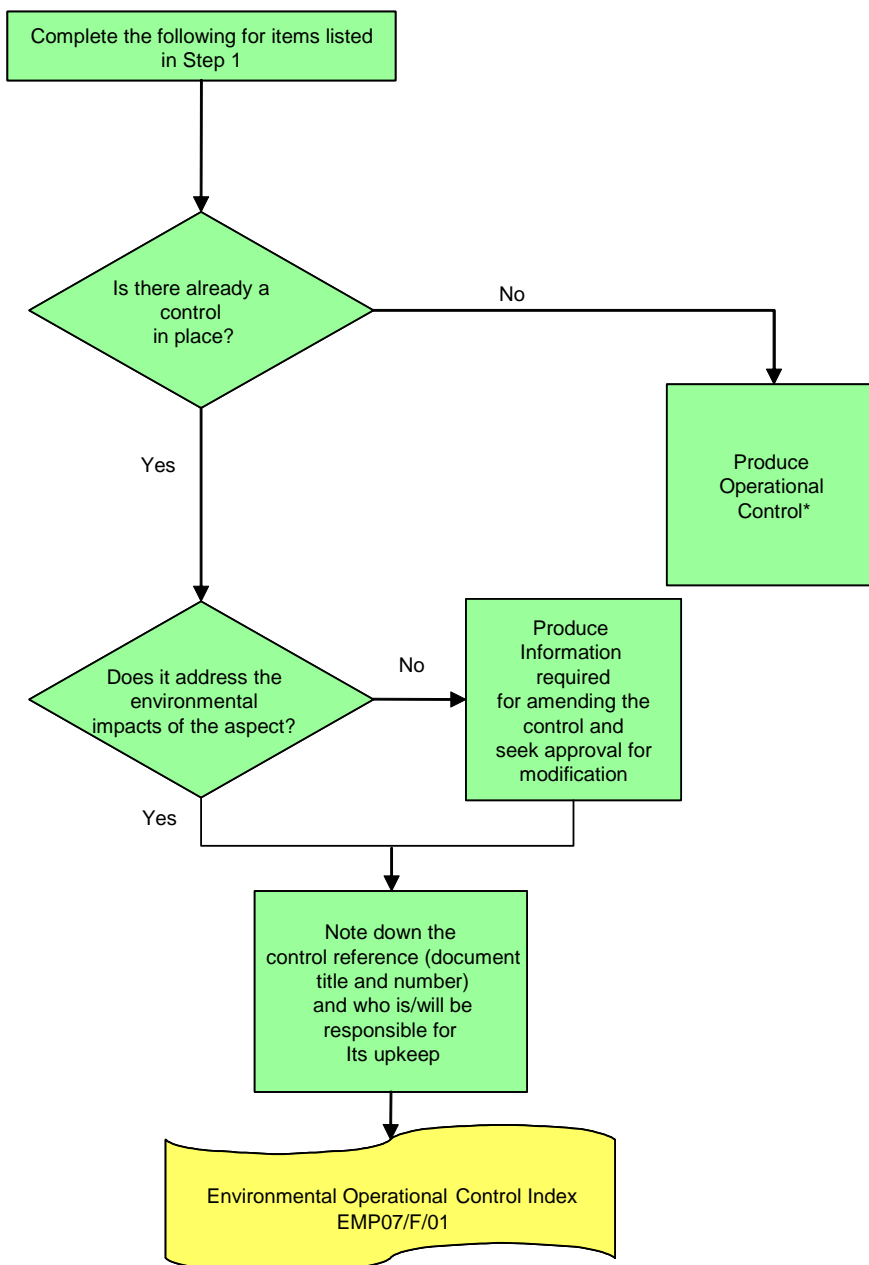 Complete the following for items listed
in Step 1
Is there already a
control
in place?
No
Yes
Produce
Operational
Control*
Does it address the
environmental
impacts of the aspect?
No
Produce
Information
required
for amending the
control and
seek approval for
modification
Yes
Note down the
control reference (document
title and number)
and who is/will be
responsible for
Its upkeep
Environmental Operational Control Index
EMP07/F/01